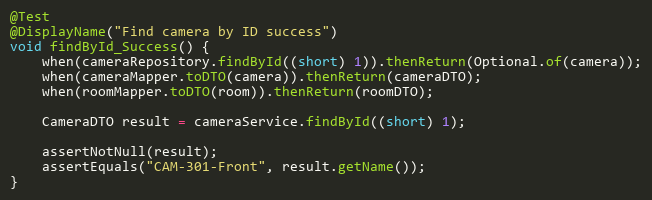 @Test
@DisplayName("Find camera by ID success")
void findById_Success() {
    when(cameraRepository.findById((short) 1)).thenReturn(Optional.of(camera));
    when(cameraMapper.toDTO(camera)).thenReturn(cameraDTO);
    when(roomMapper.toDTO(room)).thenReturn(roomDTO);

    CameraDTO result = cameraService.findById((short) 1);

    assertNotNull(result);
    assertEquals("CAM-301-Front", result.getName());
}